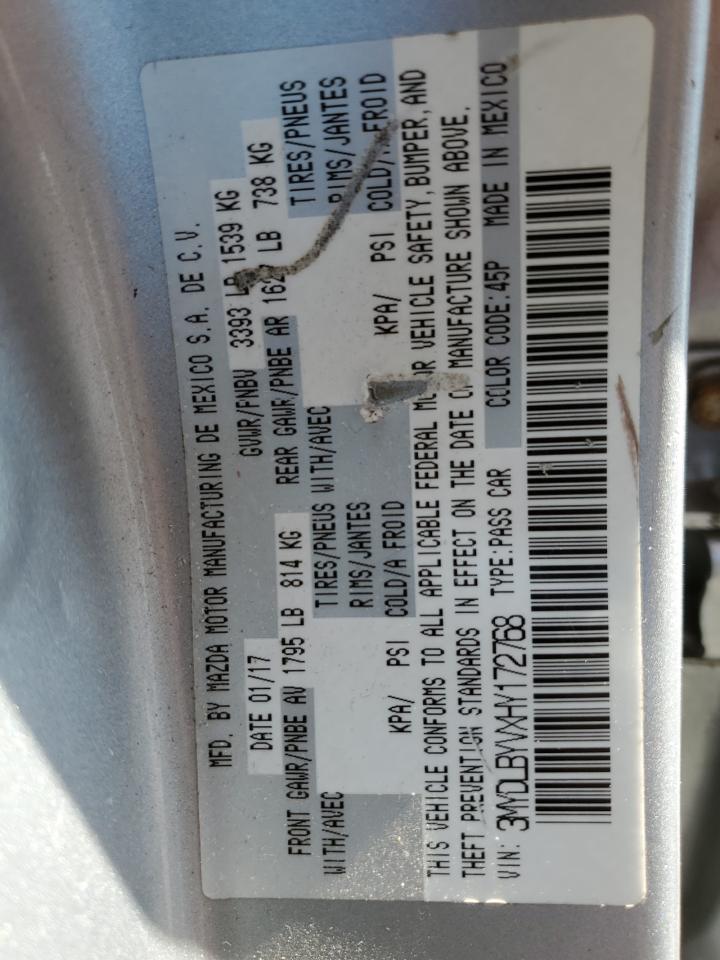 MFD. BY MAZDA MOTOR MANUFACTURING DE MEXICO S.A. DE C.V.
DATE 01/17 GVWR/PNBV 3393 LB 1539 KG
FRONT GAWR/PNBE AV 1795 LB 814 KG REAR GAWR/PNBE AR LB 738 KG
WITH/AVEC TIRES/PNEUS WITH/AVEC TIRES/PNEUS
RIMS/JANTES RIMS/JANTES
KPA/ PSI COLD/A FROID KPA/ PSI COLD/A FROID
THIS VEHICLE CONFORMS TO ALL APPLICABLE FEDERAL MOTOR VEHICLE SAFETY, BUMPER, AND
THEFT PREVENTION STANDARDS IN EFFECT ON THE DATE OF MANUFACTURE SHOWN ABOVE.
VIN: 3MYDLBYVXHY172768 TYPE:PASS CAR COLOR CODE:45P MADE IN MEXICO